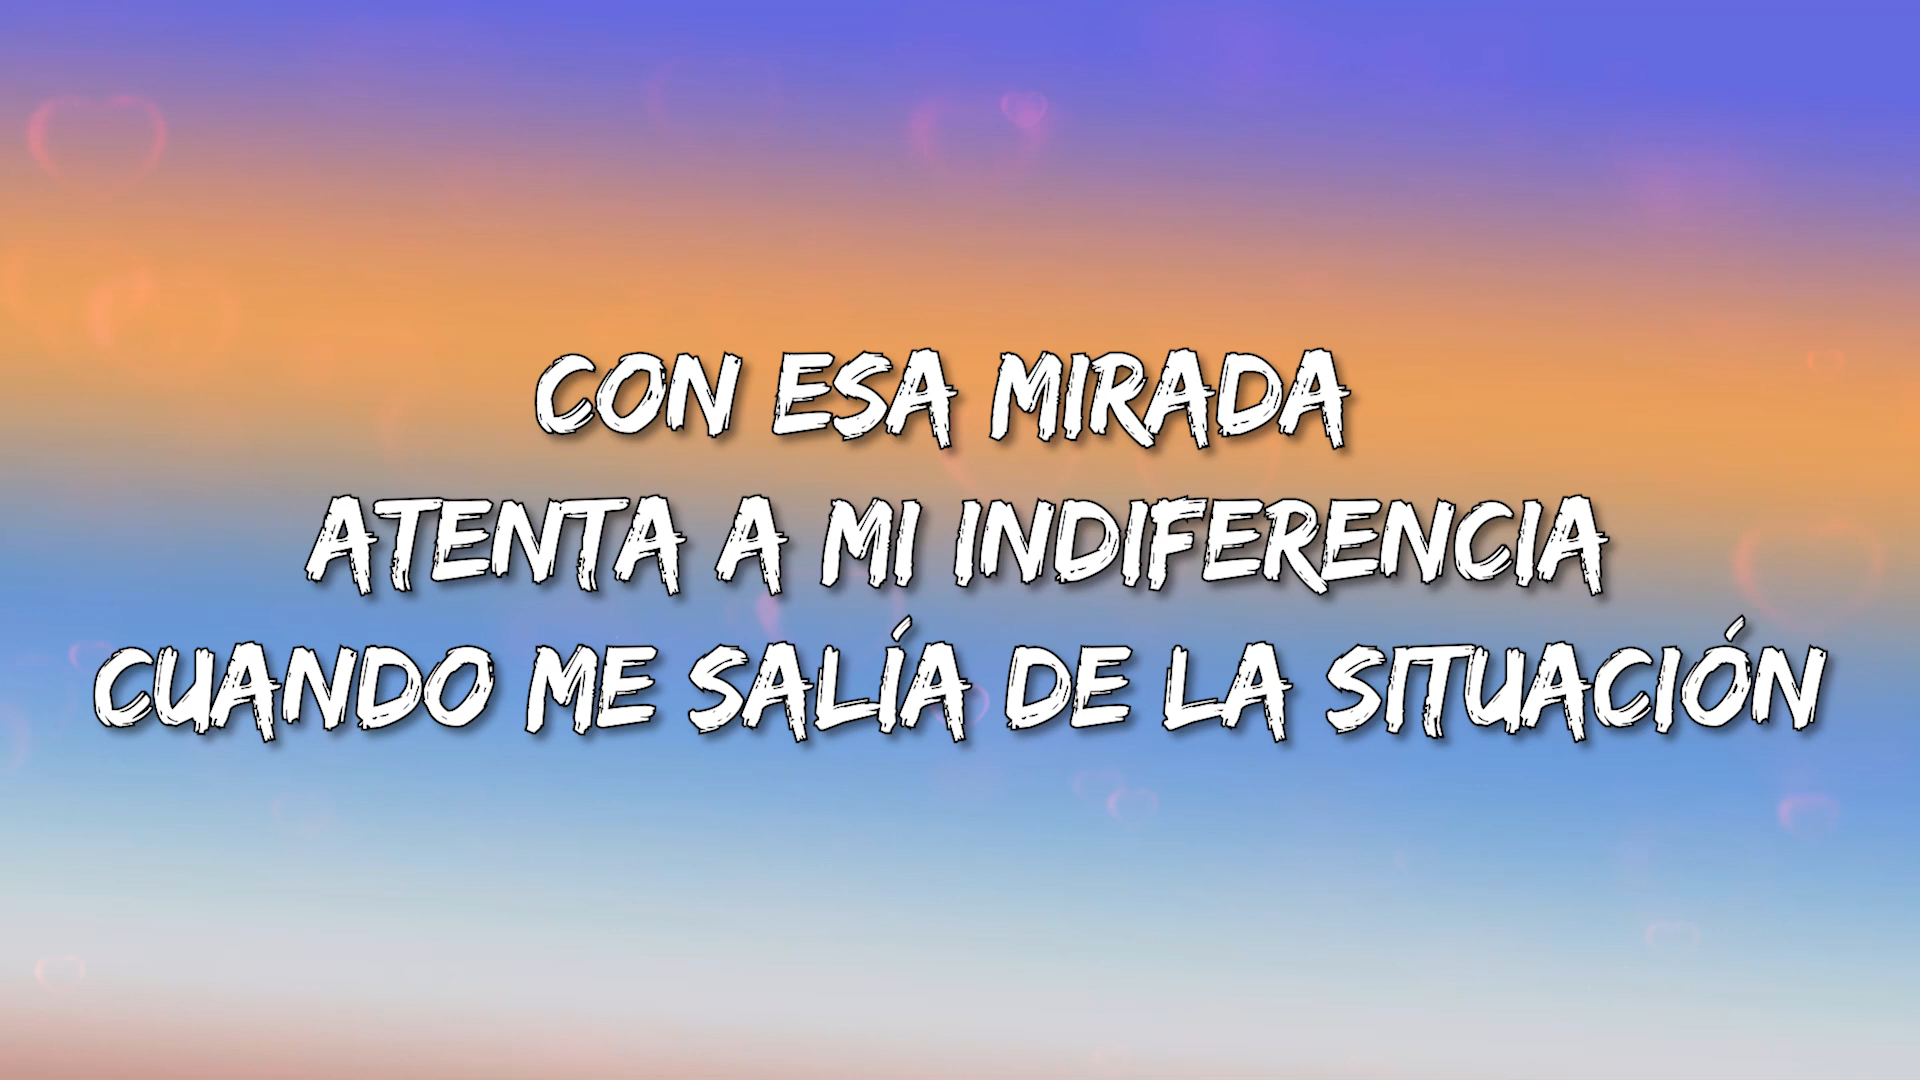 CON ESA MIRADA
ATENTA A MI INDIFERENCIA
CUANDO ME SALÍA DE LA SITUACIÓN